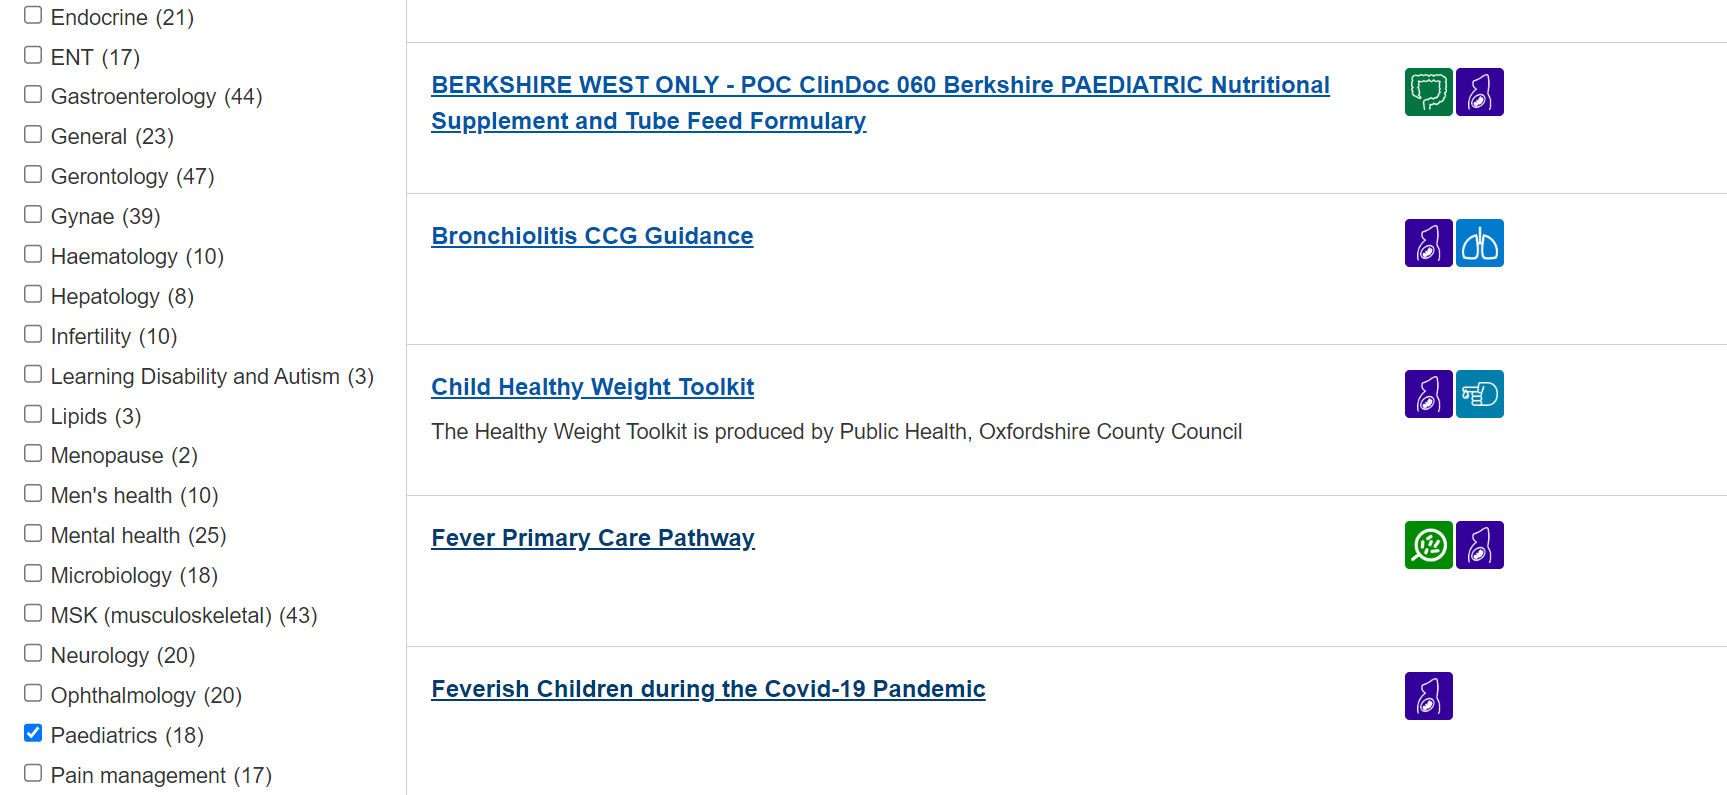 Endocrine (21)
ENT (17)
Gastroenterology (44)
General (23)
Gerontology (47)
Gynae (39)
Haematology (10)
Hepatology (8)
Infertility (10)
Learning Disability and Autism (3)
Lipids (3)
Menopause (2)
Men's health (10)
Mental health (25)
Microbiology (18)
MSK (musculoskeletal) (43)
Neurology (20)
Ophthalmology (20)
Paediatrics (18)
Pain management (17)
BERKSHIRE WEST ONLY - POC ClinDoc 060 Berkshire PAEDIATRIC Nutritional
Supplement and Tube Feed Formulary
Bronchiolitis CCG Guidance
Child Healthy Weight Toolkit
The Healthy Weight Toolkit is produced by Public Health, Oxfordshire County Council
Fever Primary Care Pathway
Feverish Children during the Covid-19 Pandemic